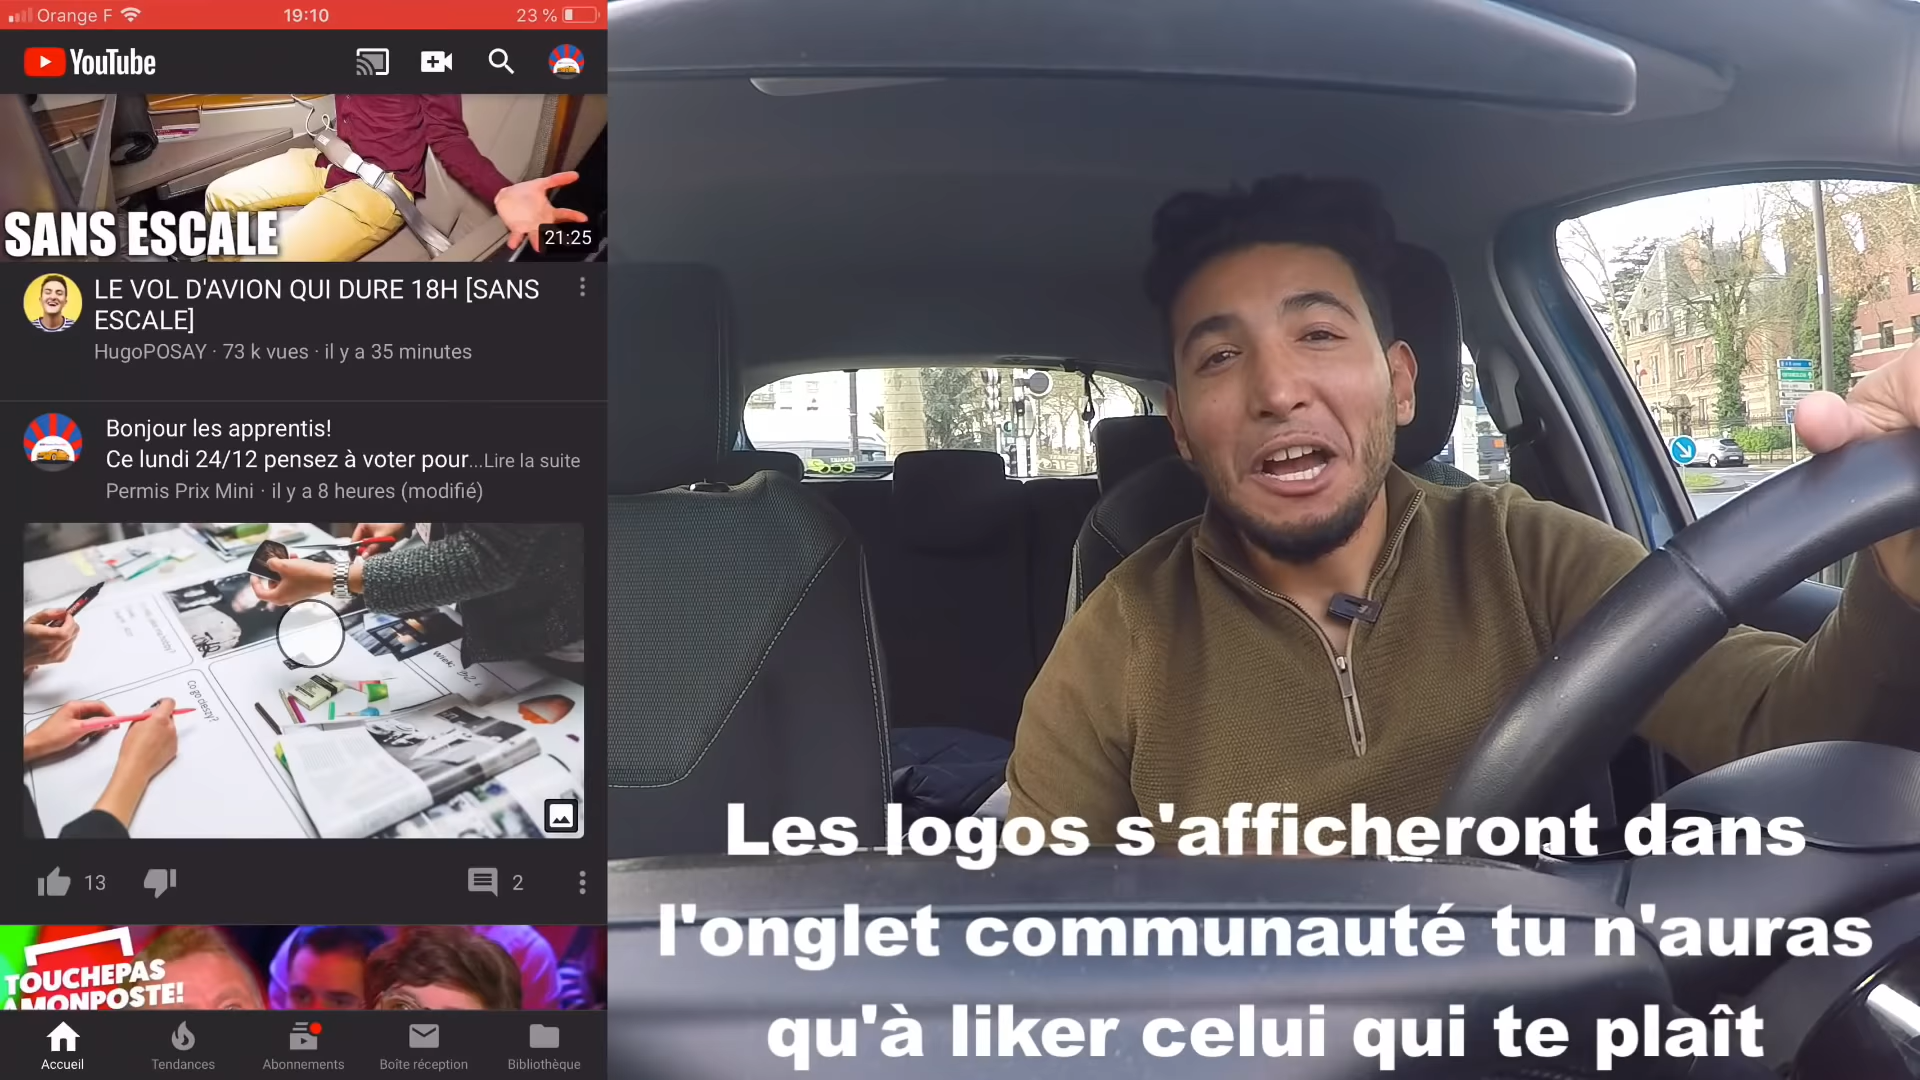 Orange F
19:10
23 %
YouTube
SANS ESCALE
21:25
LE VOL D'AVION QUI DURE 18H [SANS
ESCALE]
HugoPOSAY · 73 k vues · il y a 35 minutes
Bonjour les apprentis!
Ce lundi 24/12 pensez à voter pour...Lire la suite
Permis Prix Mini · il y a 8 heures (modifié)
13
2
TOUCHEPAS
AMONPOSTE!
Accueil
Tendances
Abonnements
Boîte réception
Bibliothèque
Les logos s'afficheront dans
l'onglet communauté tu n'auras
qu'à liker celui qui te plaît